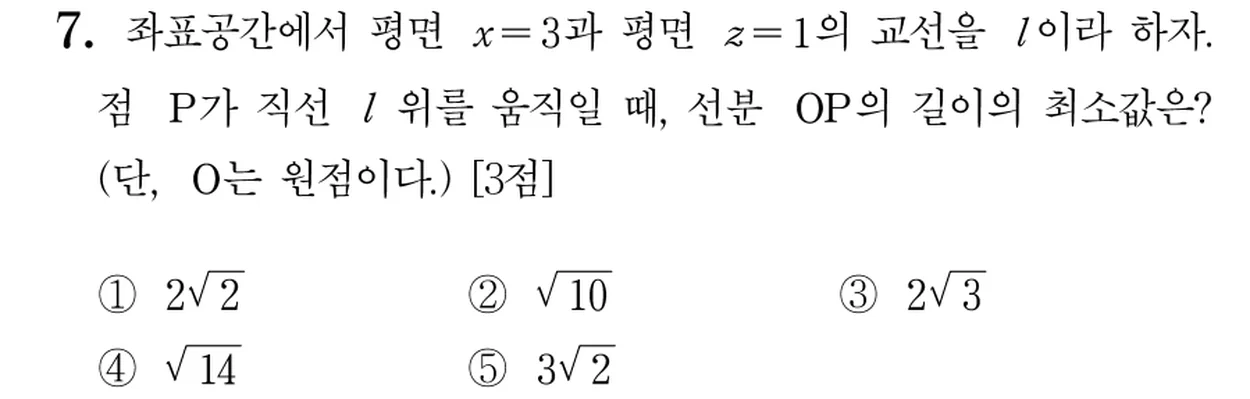 7. 좌표공간에서 평면 x=3과 평면 z=1의 교선을 l이라 하자.
점 P가 직선 l 위를 움직일 때, 선분 OP의 길이의 최소값은?
(단, O는 원점이다.) [3점]
① 2√2 ② √10 ③ 2√3
④ √14 ⑤ 3√2